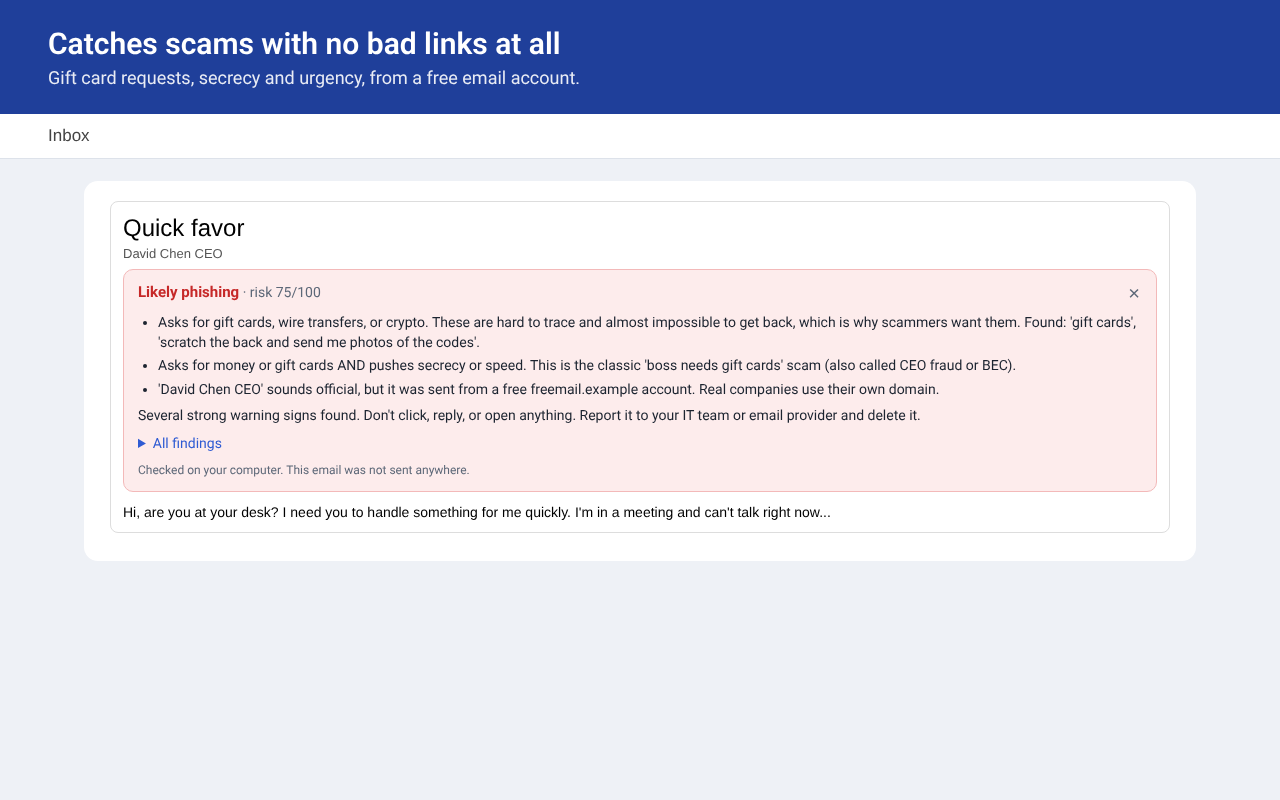 Catches scams with no bad links at all
Gift card requests, secrecy and urgency, from a free email account.
Inbox
Quick favor
David Chen CEO
Likely phishing · risk 75/100
✕
• Asks for gift cards, wire transfers, or crypto. These are hard to trace and almost impossible to get back, which is why scammers want them. Found: 'gift cards',
'scratch the back and send me photos of the codes'.
• Asks for money or gift cards AND pushes secrecy or speed. This is the classic 'boss needs gift cards' scam (also called CEO fraud or BEC).
• 'David Chen CEO' sounds official, but it was sent from a free freemail.example account. Real companies use their own domain.
Several strong warning signs found. Don't click, reply, or open anything. Report it to your IT team or email provider and delete it.
▶ All findings
Checked on your computer. This email was not sent anywhere.
Hi, are you at your desk? I need you to handle something for me quickly. I'm in a meeting and can't talk right now...